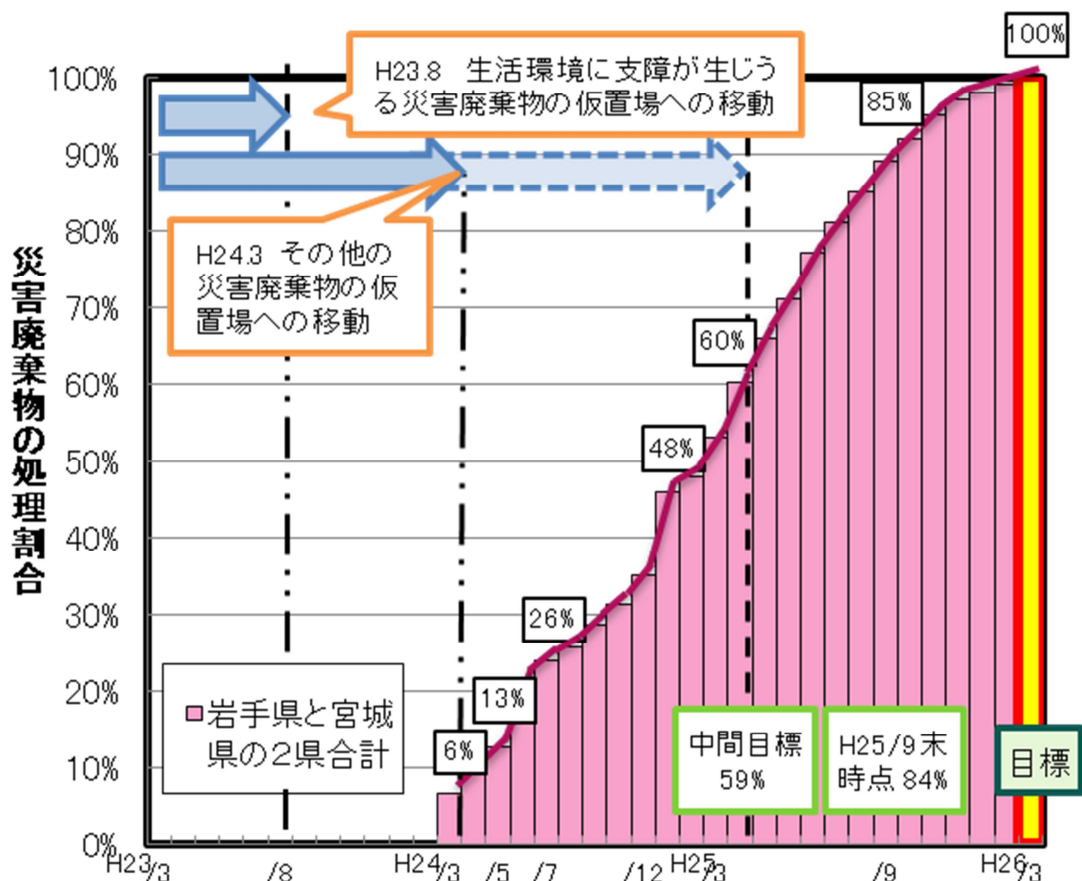 100%
H23.8 生活環境に支障が生じう
る災害廃棄物の仮置場への移動
85%
H24.3 その他の
災害廃棄物の仮
置場への移動
60%
48%
26%
13%
6%
災害廃棄物の処理割合
100%
90%
80%
70%
60%
50%
40%
30%
20%
10%
0%
■岩手県と宮城
県の2県合計
中間目標
59%
H25/9末
時点 84%
目標
H23/3 /8 H24/3 /5 /7 /12 H25/3 /9 H26/3